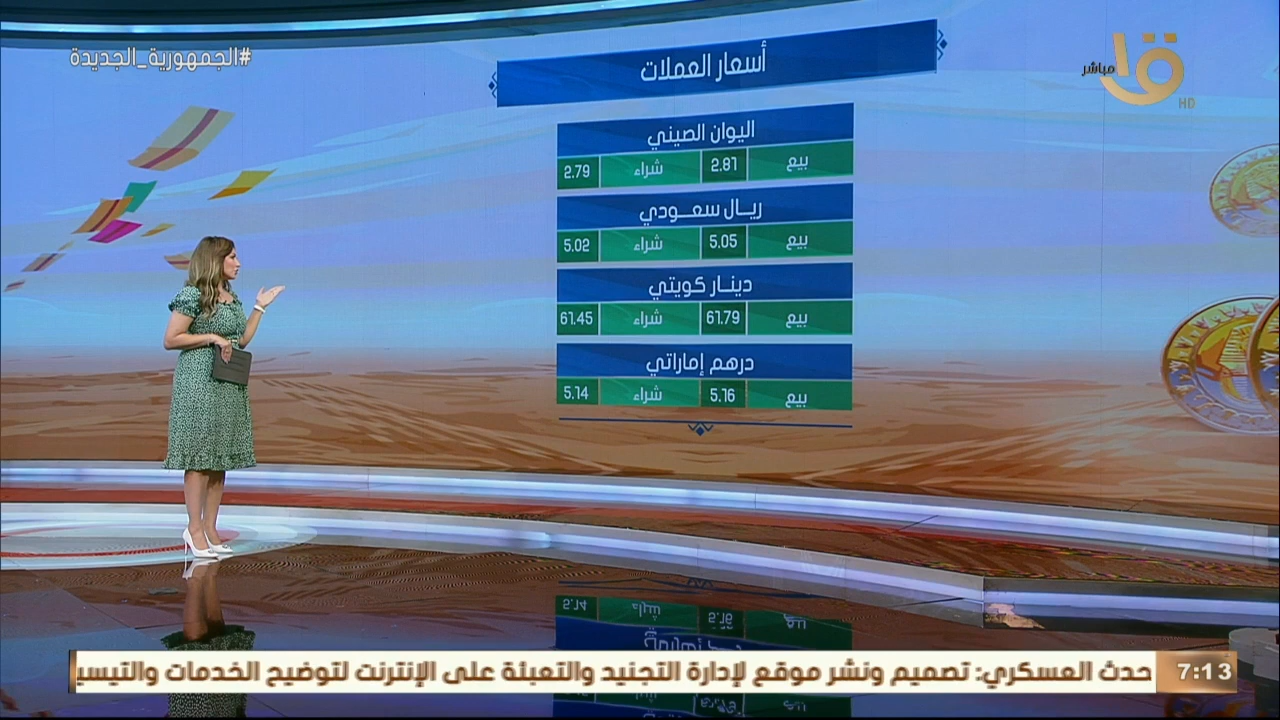 #الجمهورية_الجديدة
مباشر
HD
أسعار العملات
اليوان الصيني
بيع 2.81 شراء 2.79
ريال سعودي
بيع 5.05 شراء 5.02
دينار كويتي
بيع 61.79 شراء 61.45
درهم إماراتي
بيع 5.16 شراء 5.14
7:13
حدث العسكري: تصميم ونشر موقع لإدارة التجنيد والتعبئة على الإنترنت لتوضيح الخدمات والتيسي